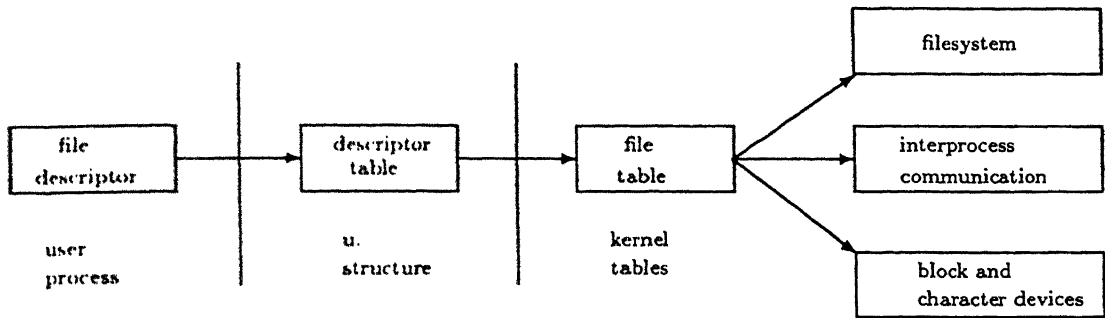 file
descriptor
descriptor
table
file
table
filesystem
interprocess
communication
block and
character devices
user
process
u.
structure
kernel
tables